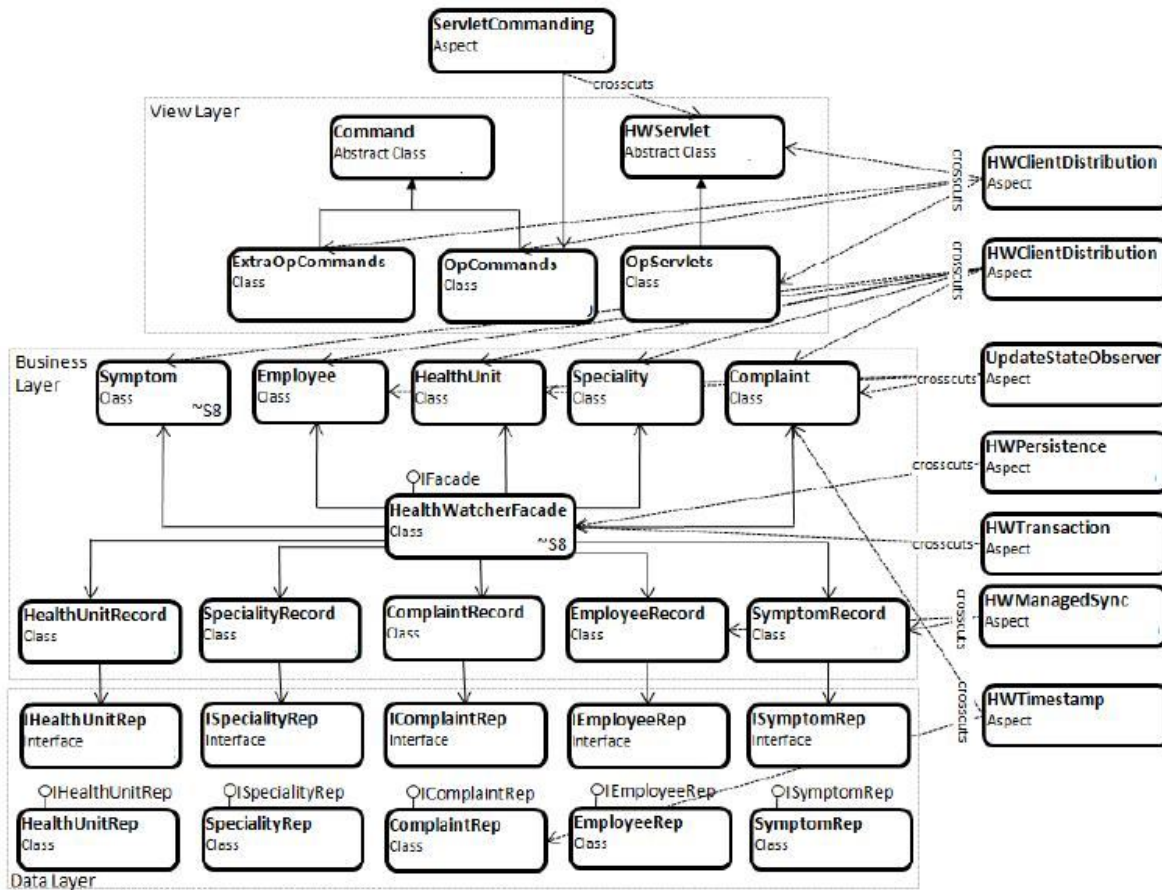 ServletCommanding
Aspect
crosscuts
View Layer
Command
Abstract Class
HWServlet
Abstract Class
crosscuts
HWClientDistribution
Aspect
ExtraOpCommands
Class
OpCommands
Class
OpServlets
Class
crosscuts
HWClientDistribution
Aspect
Business
Layer
Symptom
Class
~S8
Employee
Class
HealthUnit
Class
Speciality
Class
Complaint
Class
crosscuts
UpdateStateObserver
Aspect
IFacade
HealthWatcherFacade
Class
~S8
crosscuts
HWPersistence
Aspect
crosscuts
HWTransaction
Aspect
HealthUnitRecord
Class
SpecialityRecord
Class
ComplaintRecord
Class
EmployeeRecord
Class
SymptomRecord
Class
crosscuts
HWManagedSync
Aspect
IHealthUnitRep
Interface
ISpecialityRep
Interface
IComplaintRep
Interface
IEmployeeRep
Interface
ISymptomRep
Interface
crosscuts
HWTimestamp
Aspect
IHealthUnitRep
HealthUnitRep
Class
ISpecialityRep
SpecialityRep
Class
IComplaintRep
ComplaintRep
Class
IEmployeeRep
EmployeeRep
Class
ISymptomRep
SymptomRep
Class
Data Layer